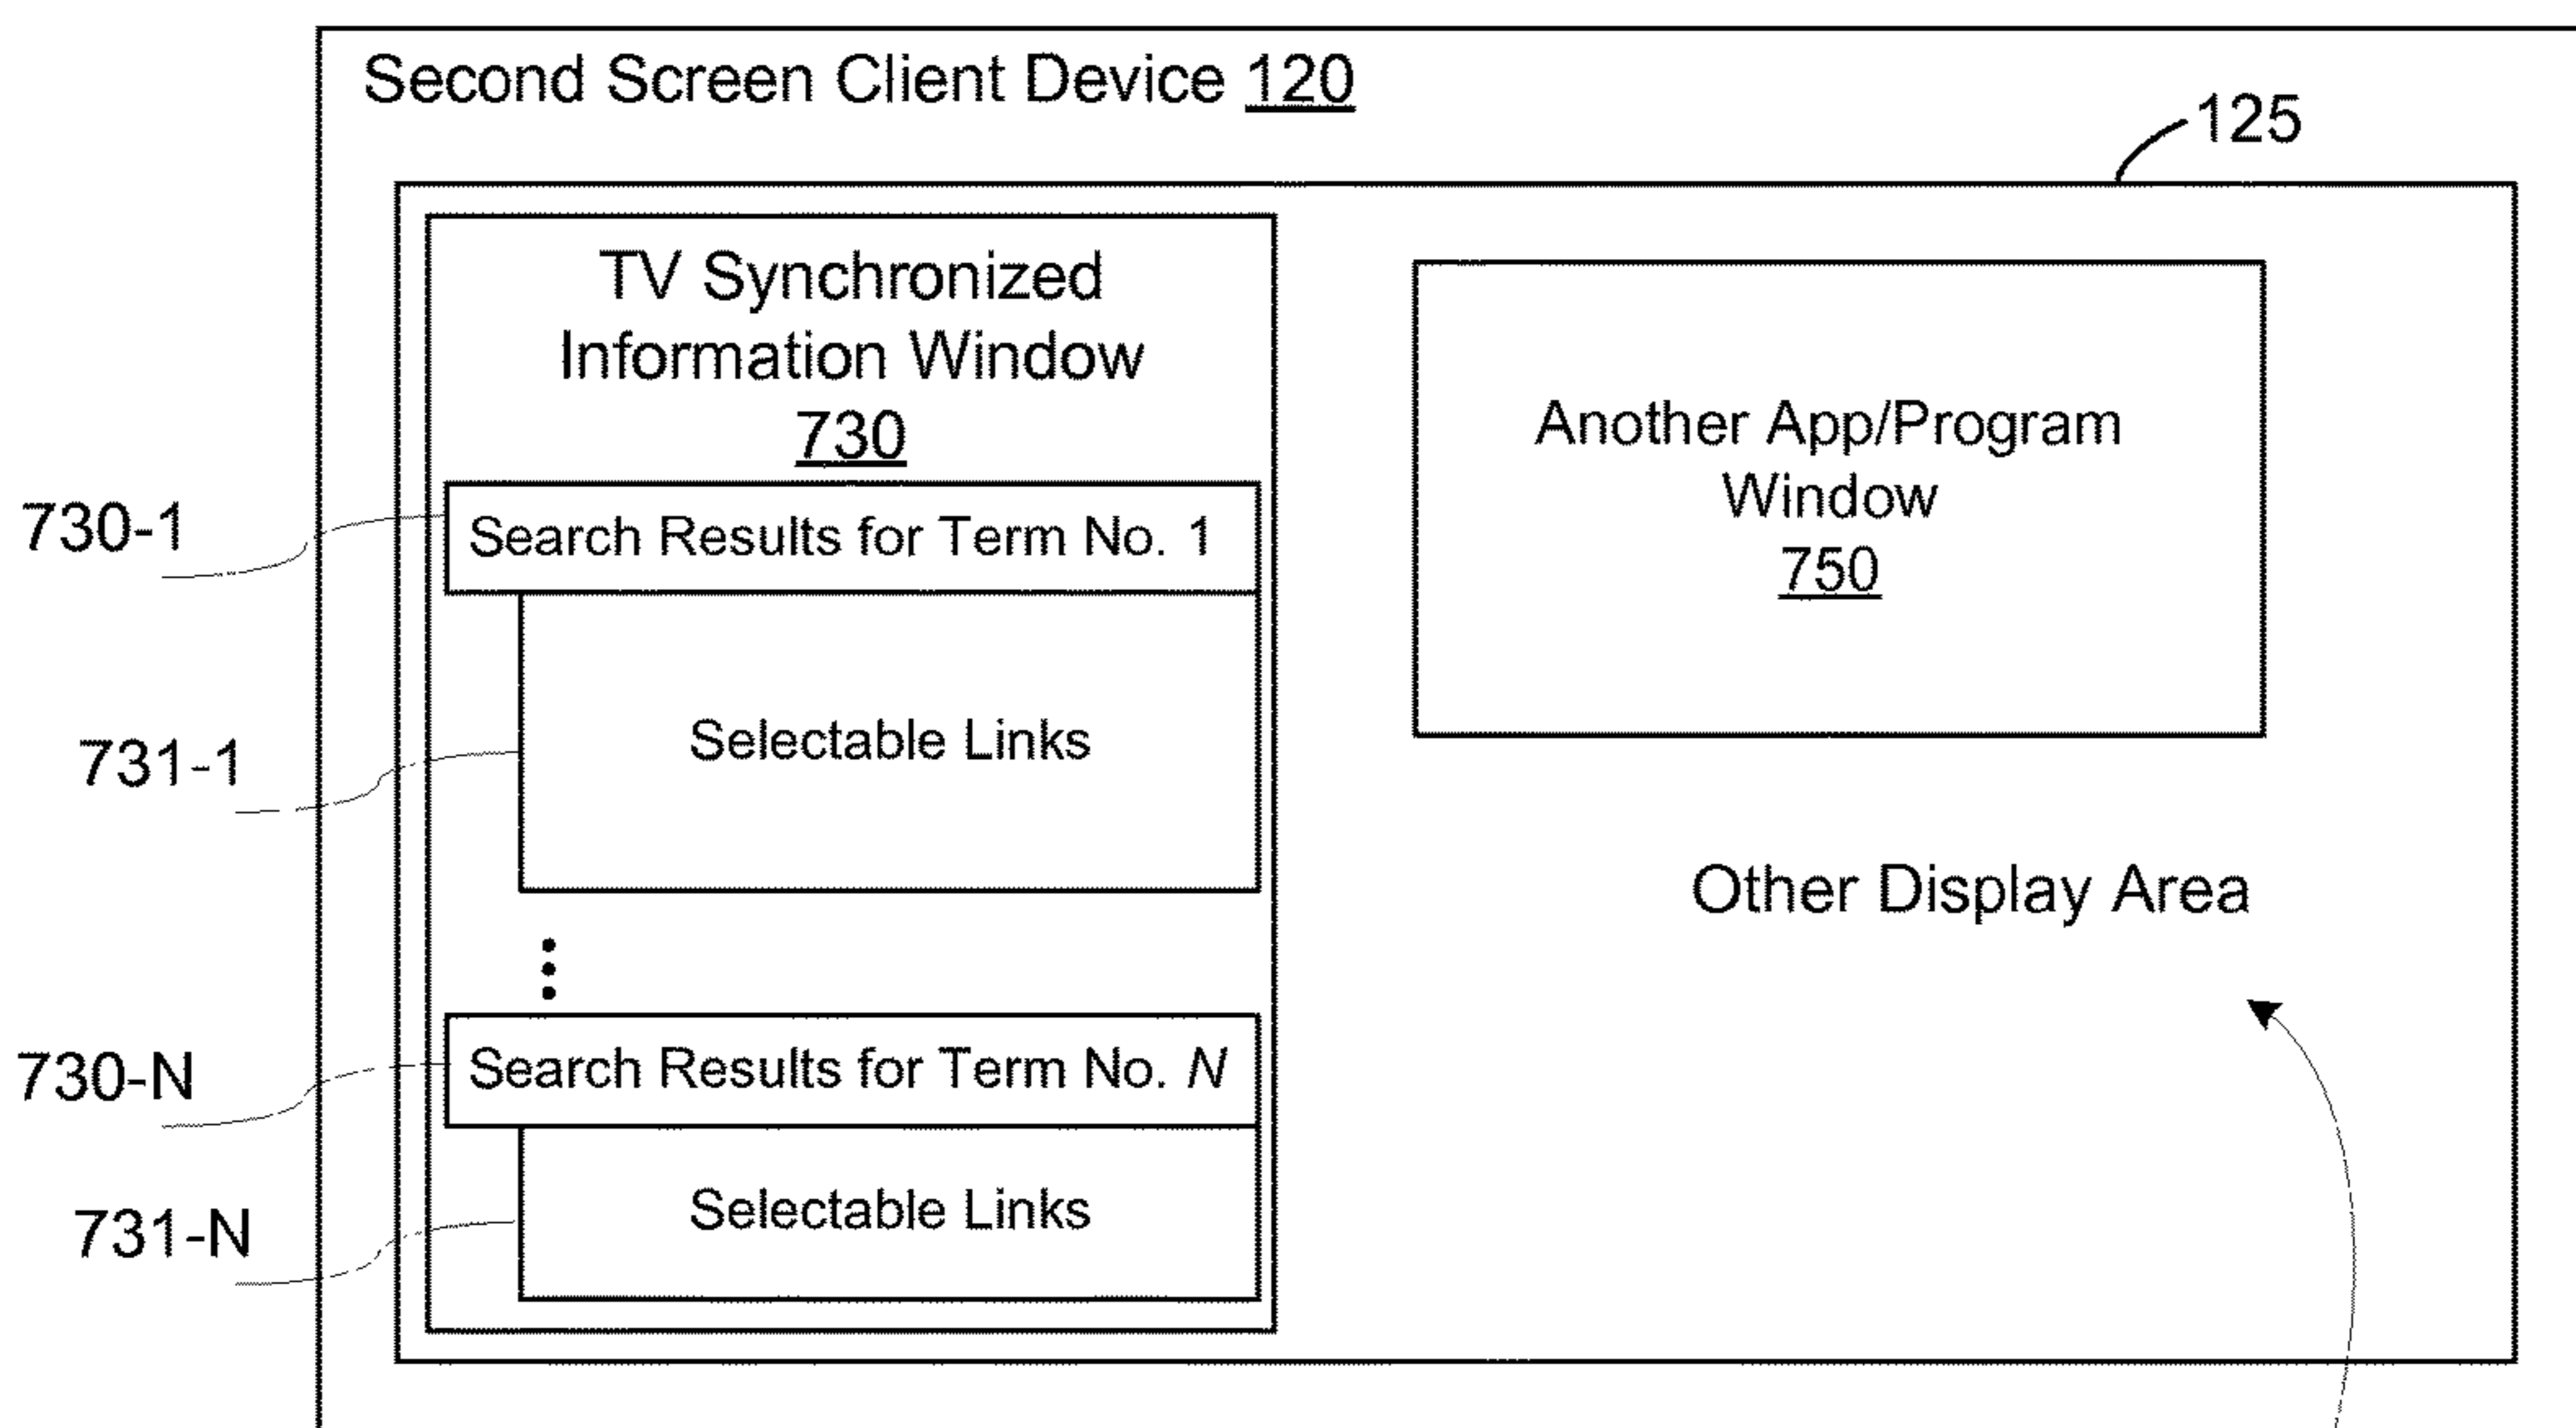 Second Screen Client Device 120
125
TV Synchronized
Information Window
730
730-1
Search Results for Term No. 1
731-1
Selectable Links
730-N
Search Results for Term No. N
731-N
Selectable Links
Another App/Program
Window
750
Other Display Area